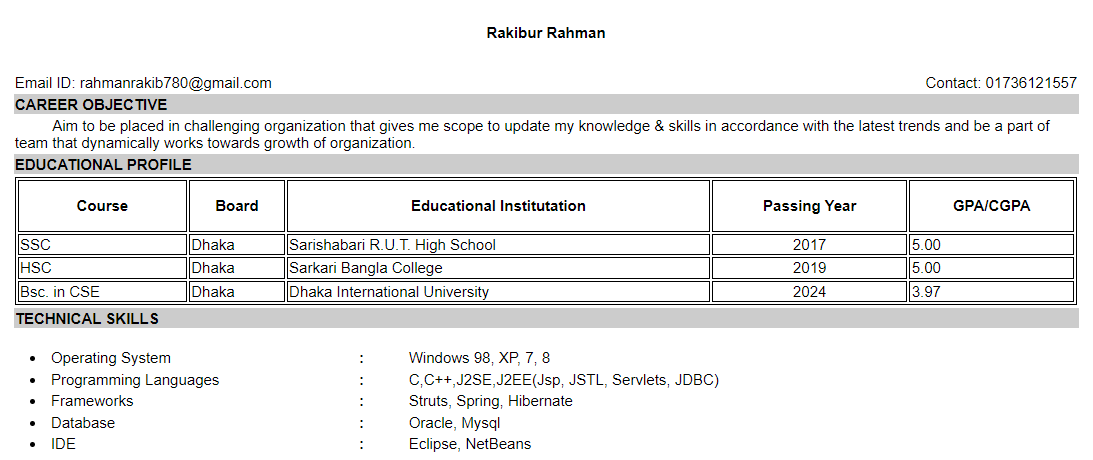 Rakibur Rahman
Email ID: rahmanrakib780@gmail.com Contact: 01736121557
CAREER OBJECTIVE
Aim to be placed in challenging organization that gives me scope to update my knowledge & skills in accordance with the latest trends and be a part of
team that dynamically works towards growth of organization.
EDUCATIONAL PROFILE
Course Board Educational Institutation Passing Year GPA/CGPA
SSC Dhaka Sarishabari R.U.T. High School 2017 5.00
HSC Dhaka Sarkari Bangla College 2019 5.00
Bsc. in CSE Dhaka Dhaka International University 2024 3.97
TECHNICAL SKILLS
• Operating System : Windows 98, XP, 7, 8
• Programming Languages : C,C++,J2SE,J2EE(Jsp, JSTL, Servlets, JDBC)
• Frameworks : Struts, Spring, Hibernate
• Database : Oracle, Mysql
• IDE : Eclipse, NetBeans